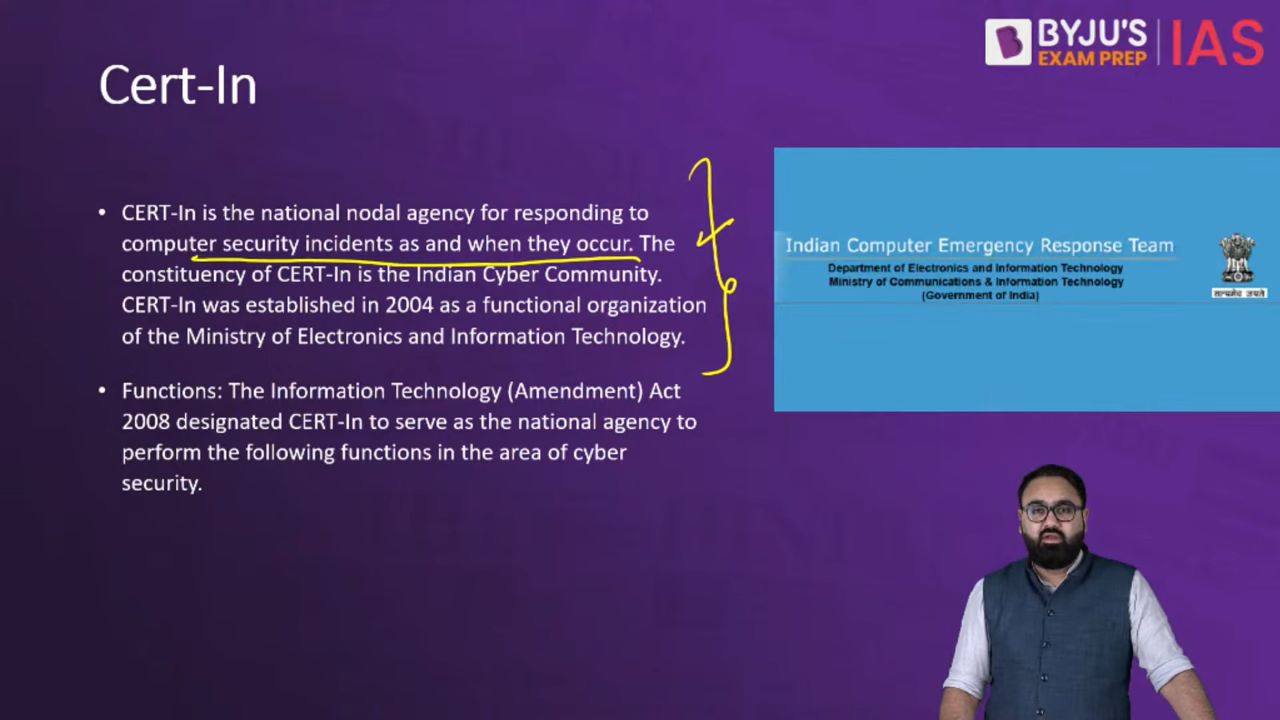 BYJU'S
EXAM PREP
IAS
Cert-In
• CERT-In is the national nodal agency for responding to
computer security incidents as and when they occur. The
constituency of CERT-In is the Indian Cyber Community.
CERT-In was established in 2004 as a functional organization
of the Ministry of Electronics and Information Technology.
• Functions: The Information Technology (Amendment) Act
2008 designated CERT-In to serve as the national agency to
perform the following functions in the area of cyber
security.
Indian Computer Emergency Response Team
Department of Electronics and Information Technology
Ministry of Communications & Information Technology
(Government of India)
सत्यमेव जयते